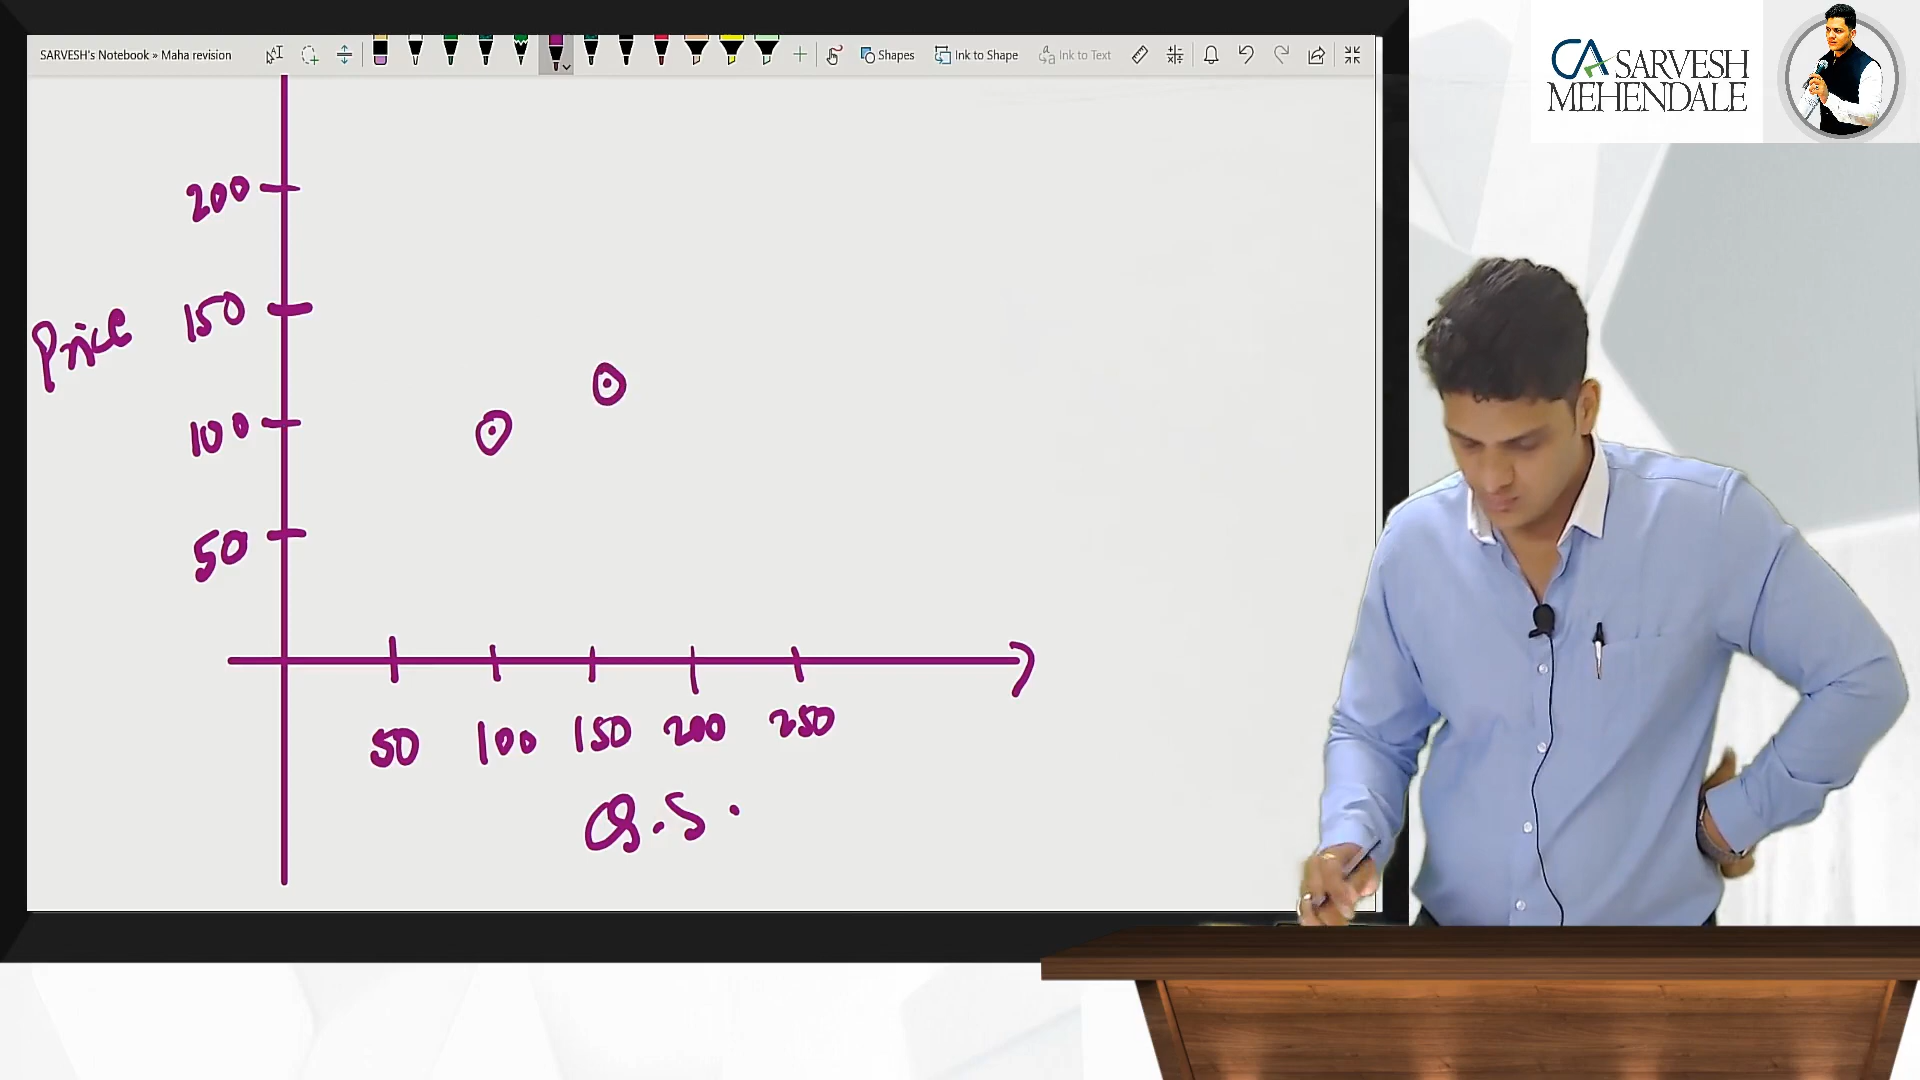 SARVESH's Notebook » Maha revision
Shapes
Ink to Shape
Ink to Text
CA SARVESH
MEHENDALE
200
150
Price
100
50
50 100 150 200 250
Q.S.